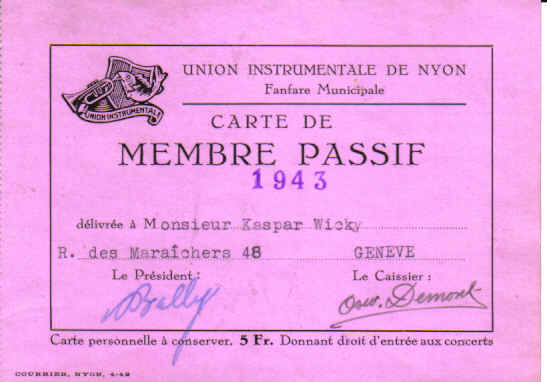 UNION INSTRUMENTALE DE NYON
Fanfare Municipale
UNION INSTRUMENTALE
CARTE DE
MEMBRE PASSIF
1943
délivrée à Monsieur Kaspar Wicky
R. des Maraîchers 48 GENEVE
Le Président: Le Caissier:
Osw. Demont
Carte personnelle à conserver. 5 Fr. Donnant droit d'entrée aux concerts
COURRIER, NYON, 4-42